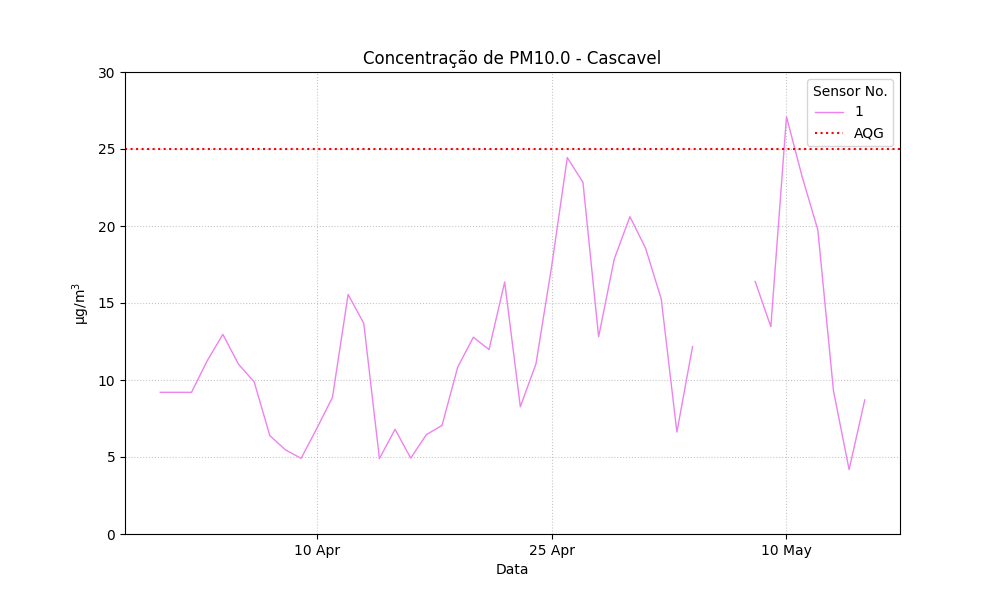 Concentração de PM10.0 - Cascavel
Sensor No.
1
AQG
30
25
20
15
10
5
0
µg/m³
10 Apr
25 Apr
10 May
Data